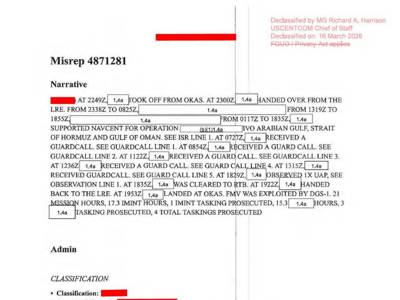 Declassified by MG Richard A. Harrison
USCENTCOM Chief of Staff
Declassified on: 16 March 2026
FOUO / Privacy Act applies
Misrep 4871281
Narrative
AT 2249Z, 1.4a TOOK OFF FROM OKAS. AT 2300Z, 1.4a HANDED OVER FROM THE
LRE. FROM 2338Z TO 0825Z, 1.4a FROM 1319Z TO
1855Z, 1.4a FROM 0117Z TO 1835Z, 1.4a
SUPPORTED NAVCENT FOR OPERATION IVO ARABIAN GULF, STRAIT
OF HORMUZ AND GULF OF OMAN. SEE ISR LINE 1. AT 0727Z, 1.4a RECEIVED A GUARD CALL. SEE
GUARDCALL LINE 1. AT 0854Z, 1.4a RECEIVED A GUARD CALL. SEE
GUARDCALL LINE 2. AT 1122Z, 1.4a RECEIVED A GUARD CALL. SEE GUARDCALL LINE 3.
AT 1236Z, 1.4a RECEIVED A GUARD CALL. SEE GUARD CALL LINE 4. AT 1315Z, 1.4a
RECEIVED GUARDCALL. SEE GUARD CALL LINE 5. AT 1829Z, 1.4a OBSERVED 1X UAP, SEE
OBSERVATION LINE 1. AT 1835Z, 1.4a WAS CLEARED TO RTB. AT 1922Z, 1.4a HANDED
BACK TO THE LRE. AT 1953Z, 1.4a LANDED AT OKAS. FMV WAS EXPLOITED BY DGS-1. 21
MISSION HOURS, 17.3 IMINT HOURS, 1 IMINT TASKING PROSECUTED, 15.3 1.4a HOURS, 3
1.4a TASKING PROSECUTED, 4 TOTAL TASKINGS PROSECUTED
Admin
CLASSIFICATION
• Classification: